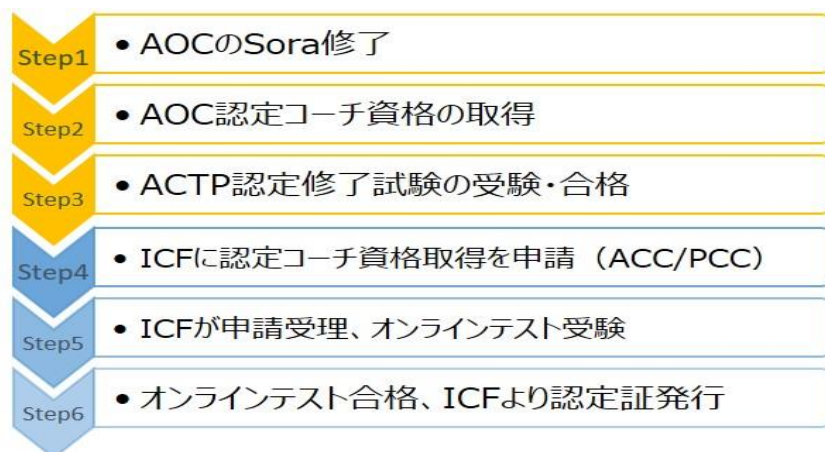 Step1
• AOCのSora修了
Step2
• AOC認定コーチ資格の取得
Step3
• ACTP認定修了試験の受験・合格
Step4
• ICFに認定コーチ資格取得を申請（ACC/PCC）
Step5
• ICFが申請受理、オンラインテスト受験
Step6
• オンラインテスト合格、ICFより認定証発行